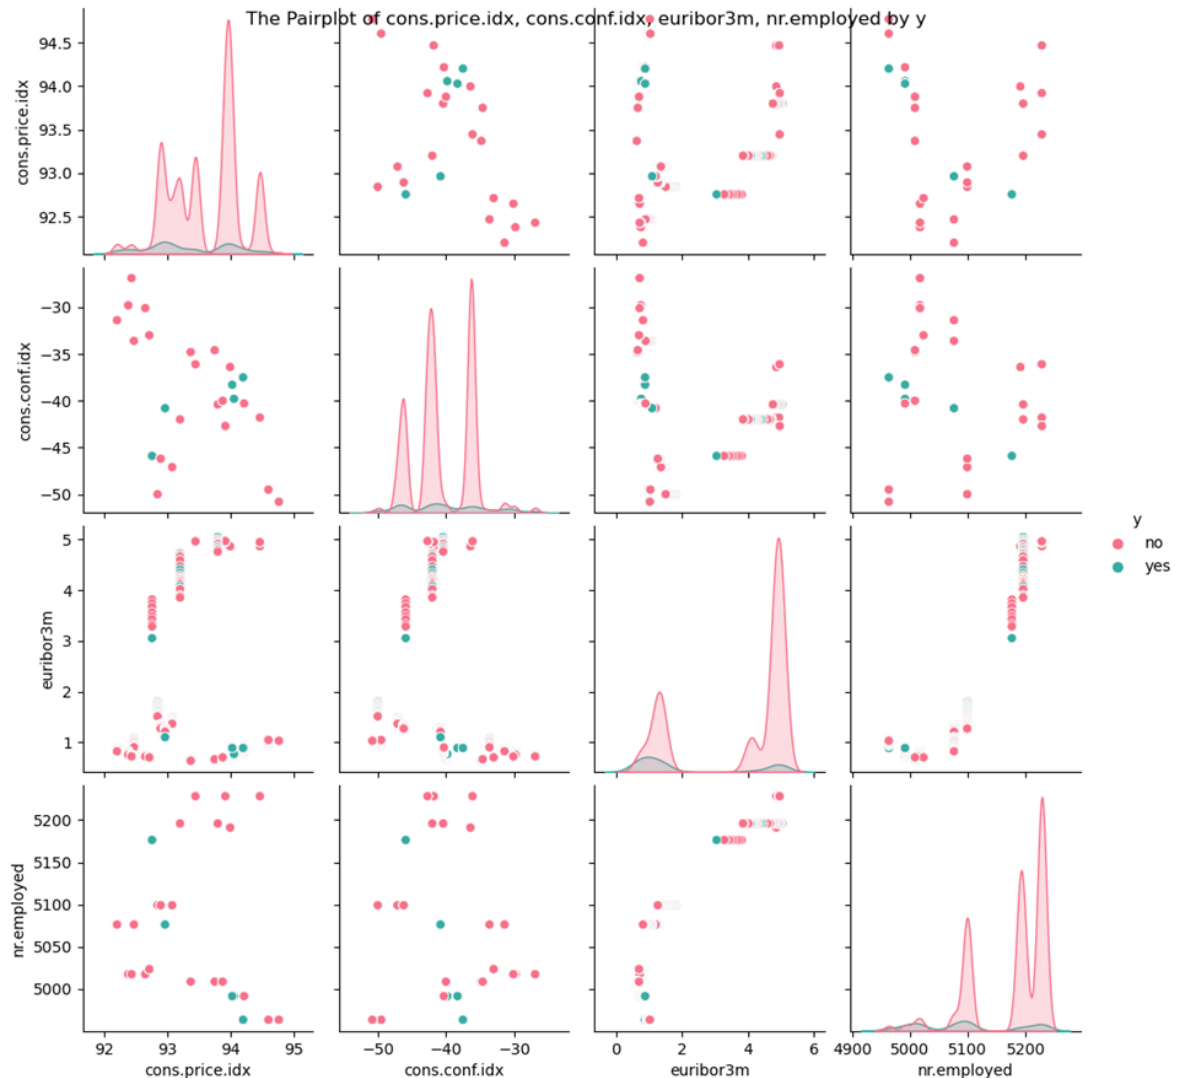 The Pairplot of cons.price.idx, cons.conf.idx, euribor3m, nr.employed by y
94.5
94.0
93.5
93.0
92.5
cons.price.idx
−30
−35
−40
−45
−50
cons.conf.idx
y
no
yes
5
4
3
2
1
euribor3m
5200
5150
5100
5050
5000
nr.employed
92 93 94 95
−50 −40 −30
0 2 4 6
4900 5000 5100 5200
cons.price.idx
cons.conf.idx
euribor3m
nr.employed